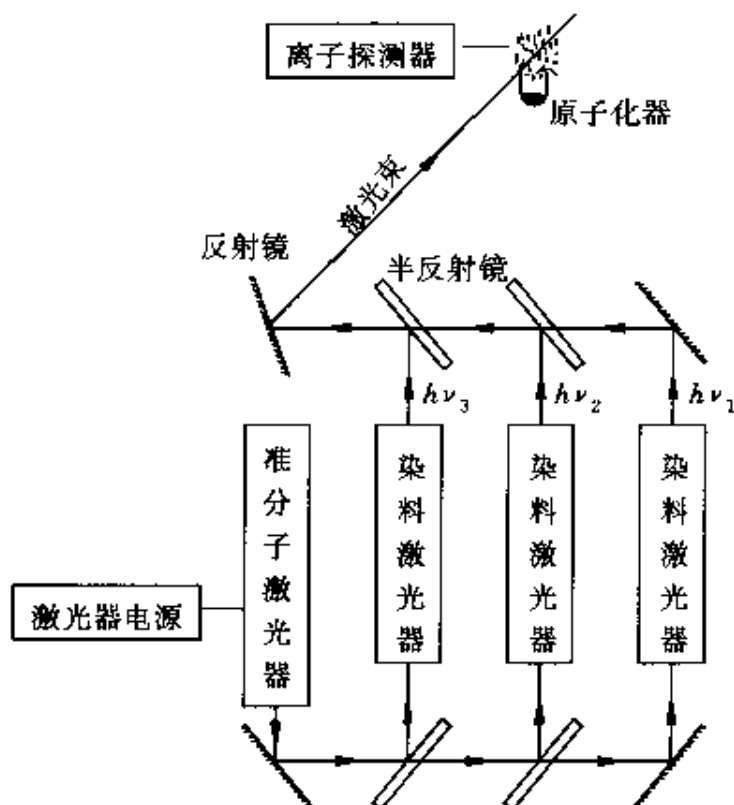 离子探测器
原子化器
激光束
反射镜
半反射镜
hν₃
hν₂
hν₁
准分子激光器
染料激光器
染料激光器
染料激光器
激光器电源